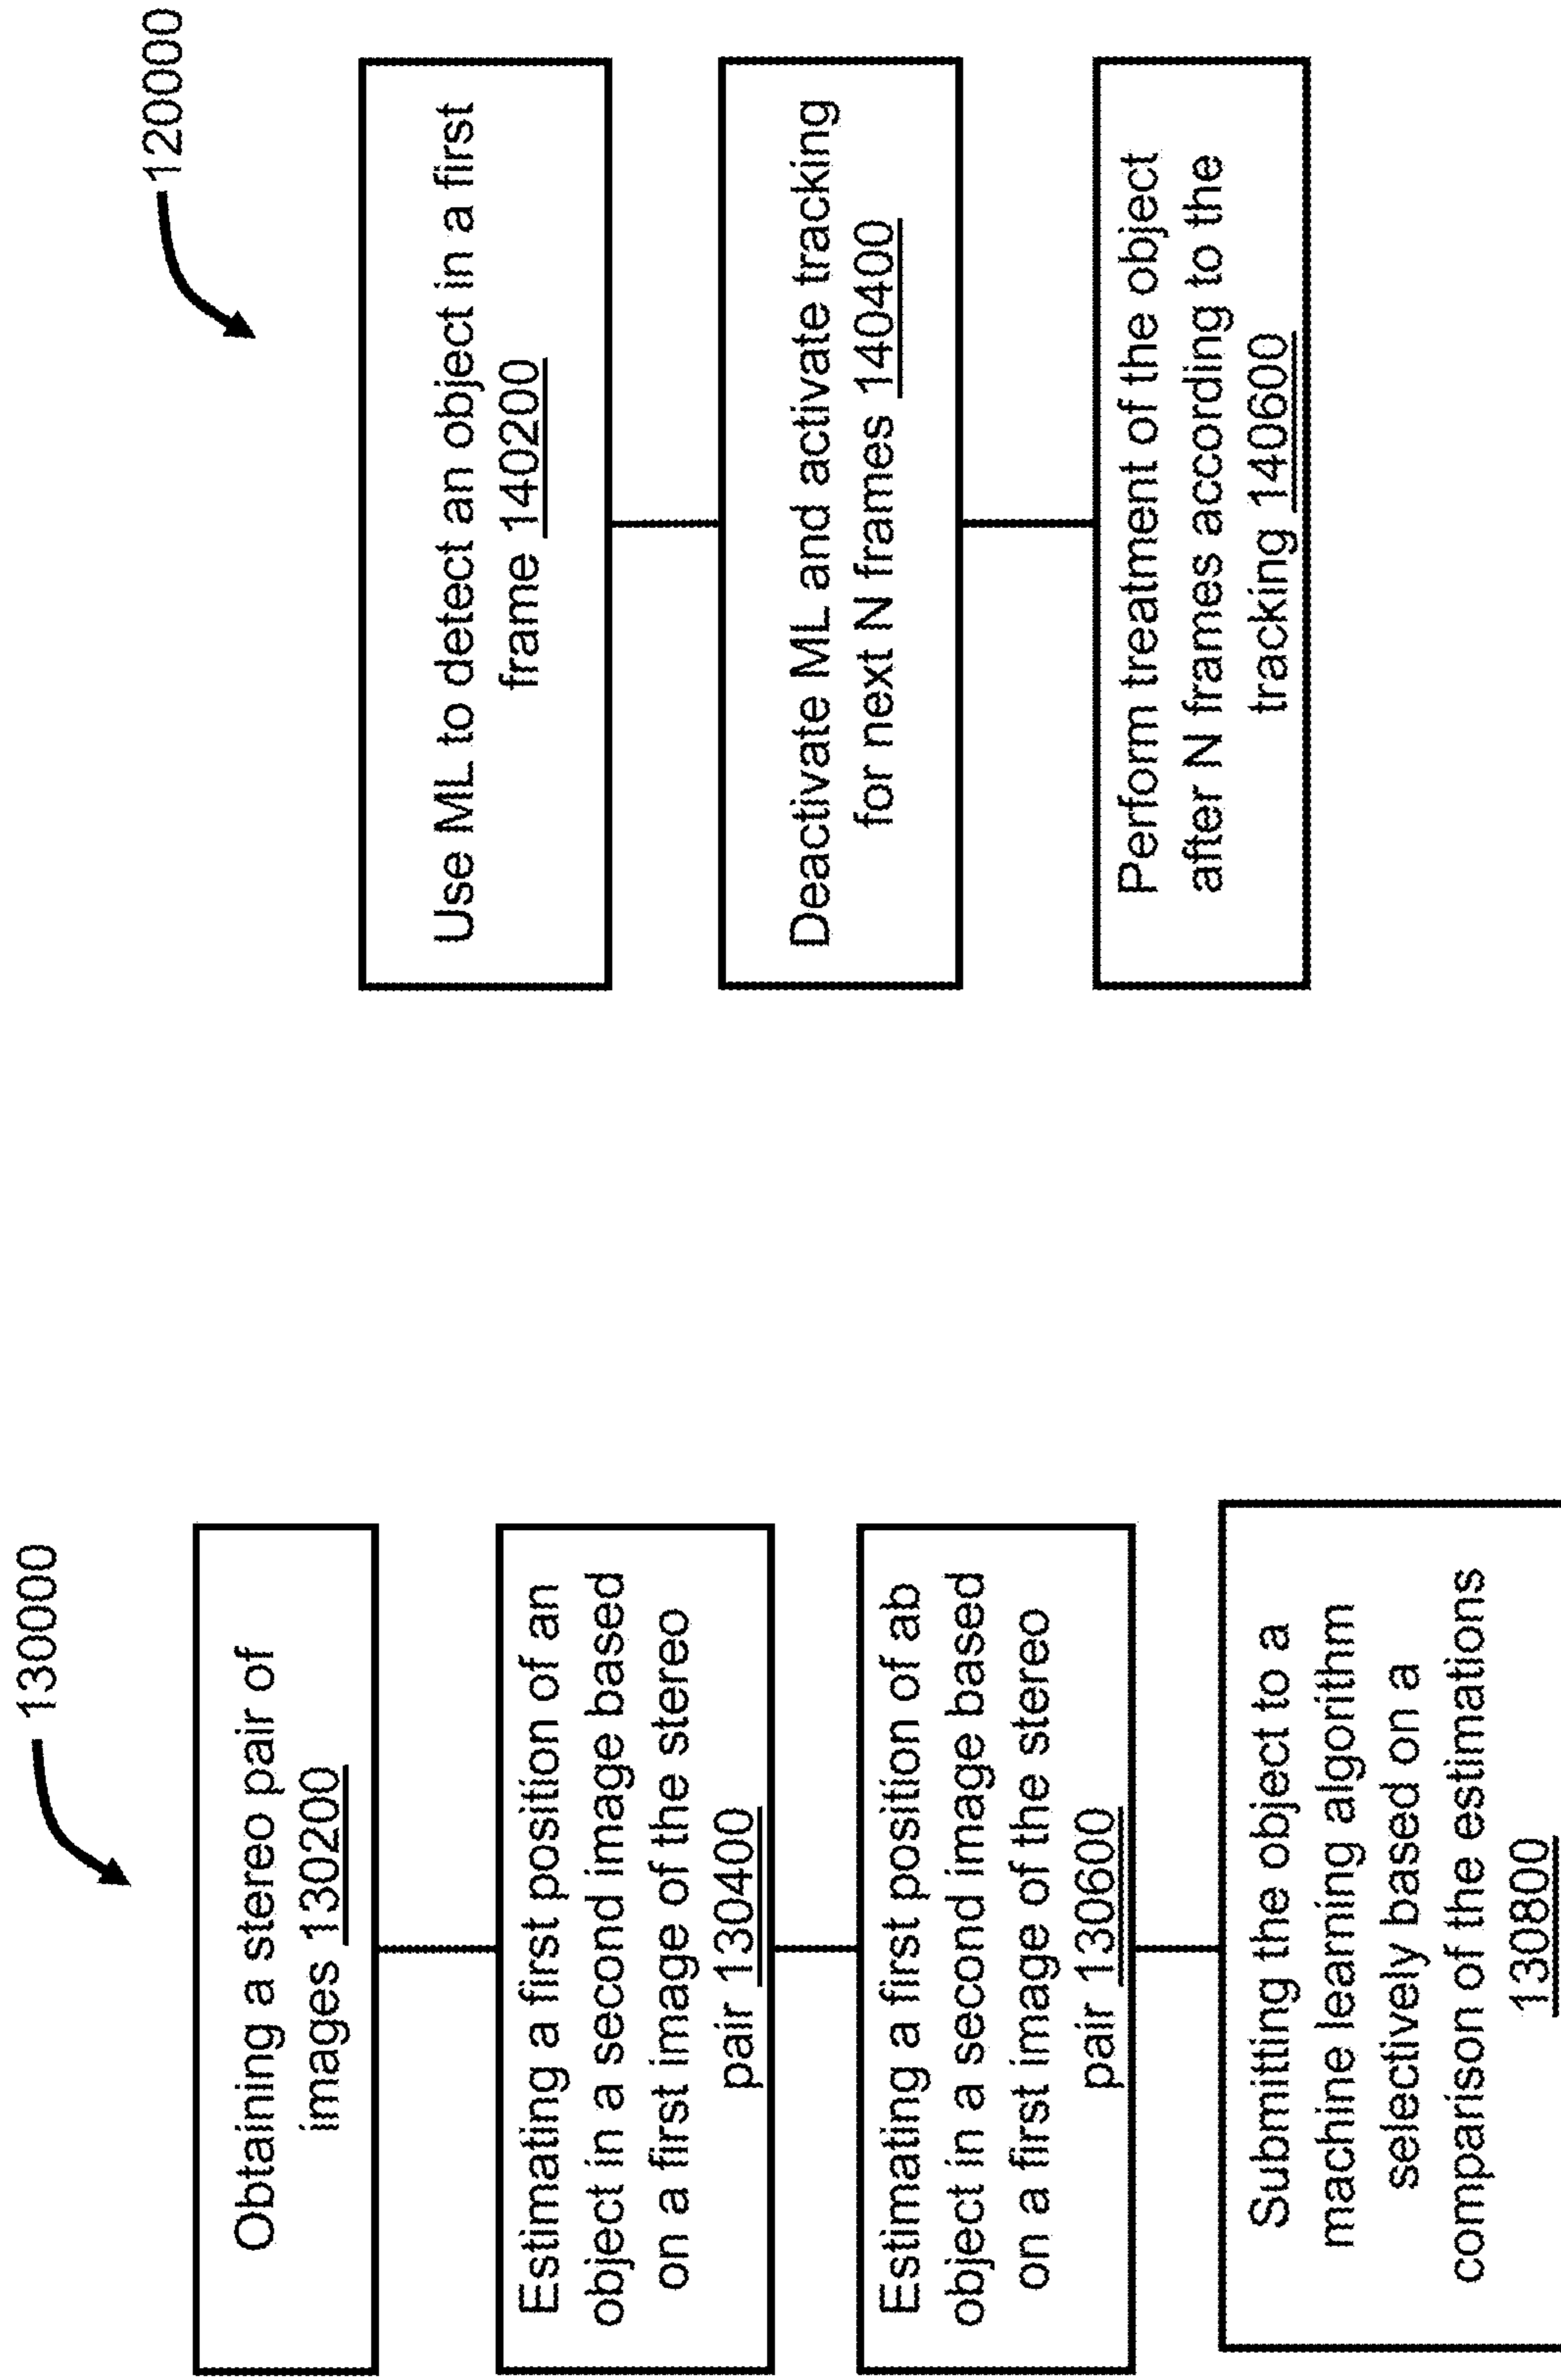 130000
Obtaining a stereo pair of
images 130200
Estimating a first position of an
object in a second image based
on a first image of the stereo
pair 130400
Estimating a first position of ab
object in a second image based
on a first image of the stereo
pair 130600
Submitting the object to a
machine learning algorithm
selectively based on a
comparison of the estimations
130800
120000
Use ML to detect an object in a first
frame 140200
Deactivate ML and activate tracking
for next N frames 140400
Perform treatment of the object
after N frames according to the
tracking 140600